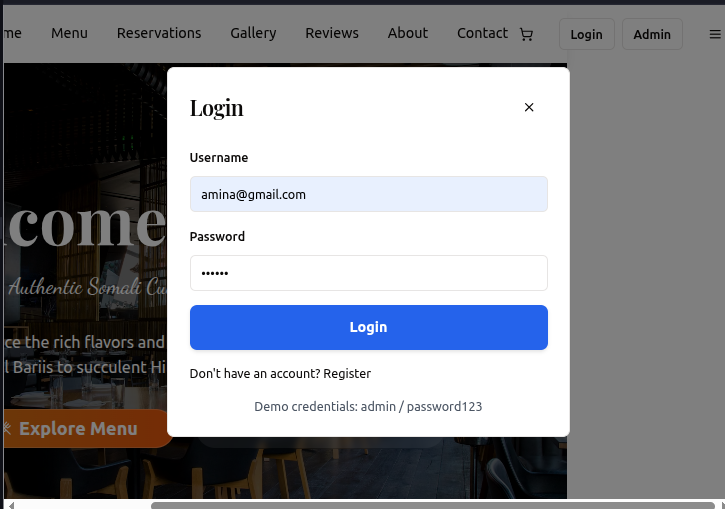 me Menu Reservations Gallery Reviews About Contact Login Admin
Login
Username
amina@gmail.com
Password
••••••
Login
Don't have an account? Register
Demo credentials: admin / password123
come
Authentic Somali Cu
ce the rich flavors and
l Bariis to succulent Hi
Explore Menu